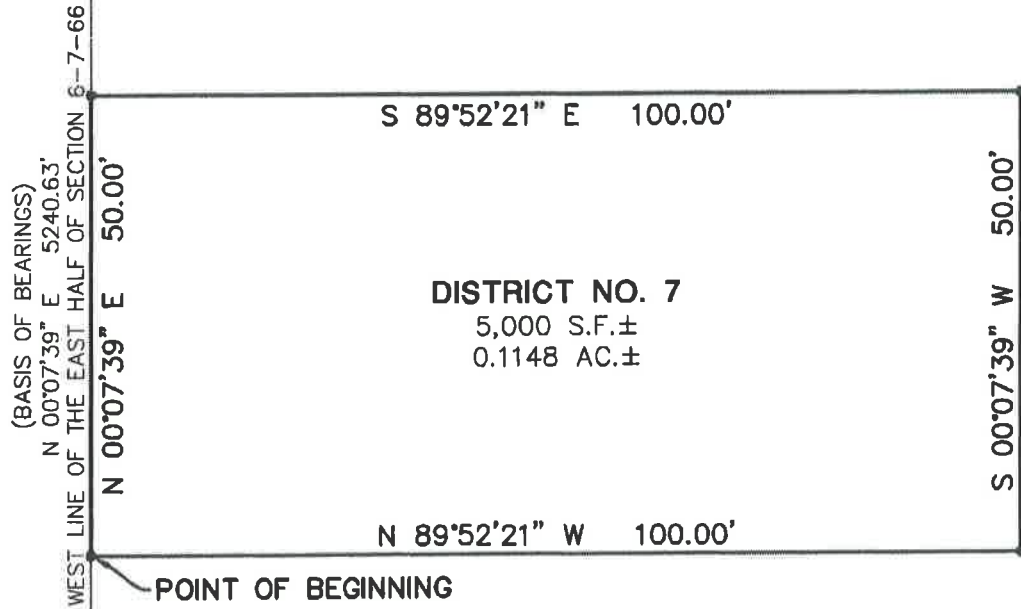 (BASIS OF BEARINGS)
N 00°07'39" E 5240.63'
WEST LINE OF THE EAST HALF OF SECTION 6-7-66
S 89°52'21" E 100.00'
N 00°07'39" E 50.00'
DISTRICT NO. 7
5,000 S.F.±
0.1148 AC.±
S 00°07'39" W 50.00'
N 89°52'21" W 100.00'
POINT OF BEGINNING